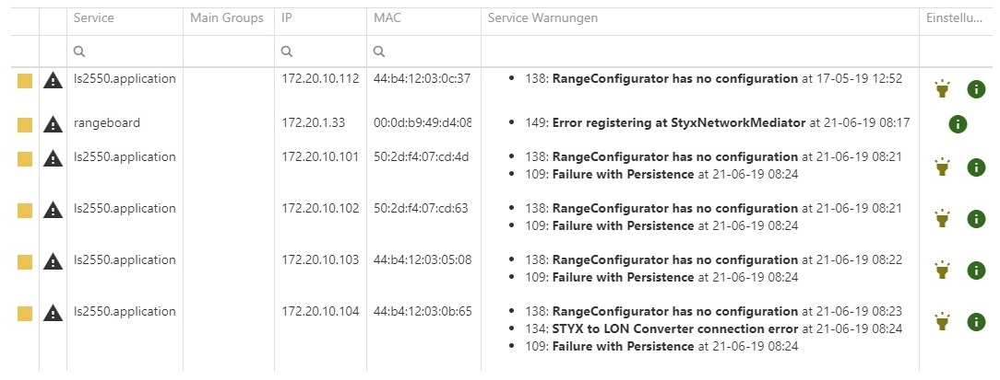 Service Main Groups IP MAC Service Warnungen Einstellu...
ls2550.application 172.20.10.112 44:b4:12:03:0c:37 • 138: RangeConfigurator has no configuration at 17-05-19 12:52
rangeboard 172.20.1.33 00:0d:b9:49:d4:08 • 149: Error registering at StyxNetworkMediator at 21-06-19 08:17
ls2550.application 172.20.10.101 50:2d:f4:07:cd:4d • 138: RangeConfigurator has no configuration at 21-06-19 08:21
• 109: Failure with Persistence at 21-06-19 08:24
ls2550.application 172.20.10.102 50:2d:f4:07:cd:63 • 138: RangeConfigurator has no configuration at 21-06-19 08:21
• 109: Failure with Persistence at 21-06-19 08:24
ls2550.application 172.20.10.103 44:b4:12:03:05:08 • 138: RangeConfigurator has no configuration at 21-06-19 08:22
• 109: Failure with Persistence at 21-06-19 08:24
ls2550.application 172.20.10.104 44:b4:12:03:0b:65 • 138: RangeConfigurator has no configuration at 21-06-19 08:23
• 134: STYX to LON Converter connection error at 21-06-19 08:24
• 109: Failure with Persistence at 21-06-19 08:24